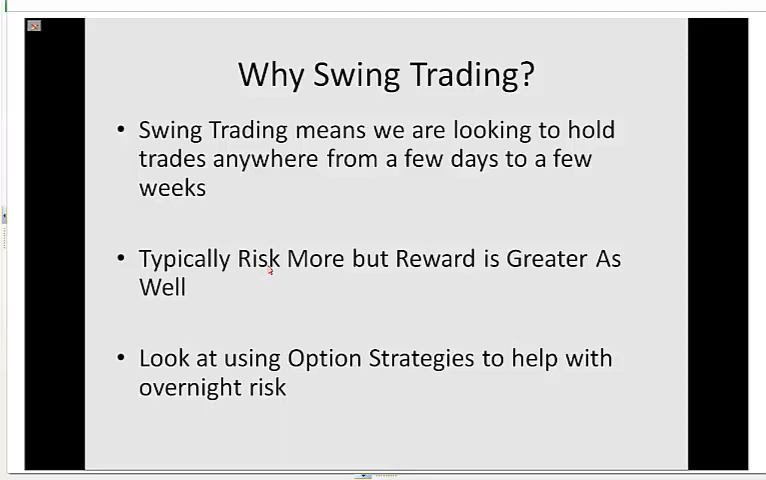 Why Swing Trading?
• Swing Trading means we are looking to hold
trades anywhere from a few days to a few
weeks
• Typically Risk More but Reward is Greater As
Well
• Look at using Option Strategies to help with
overnight risk